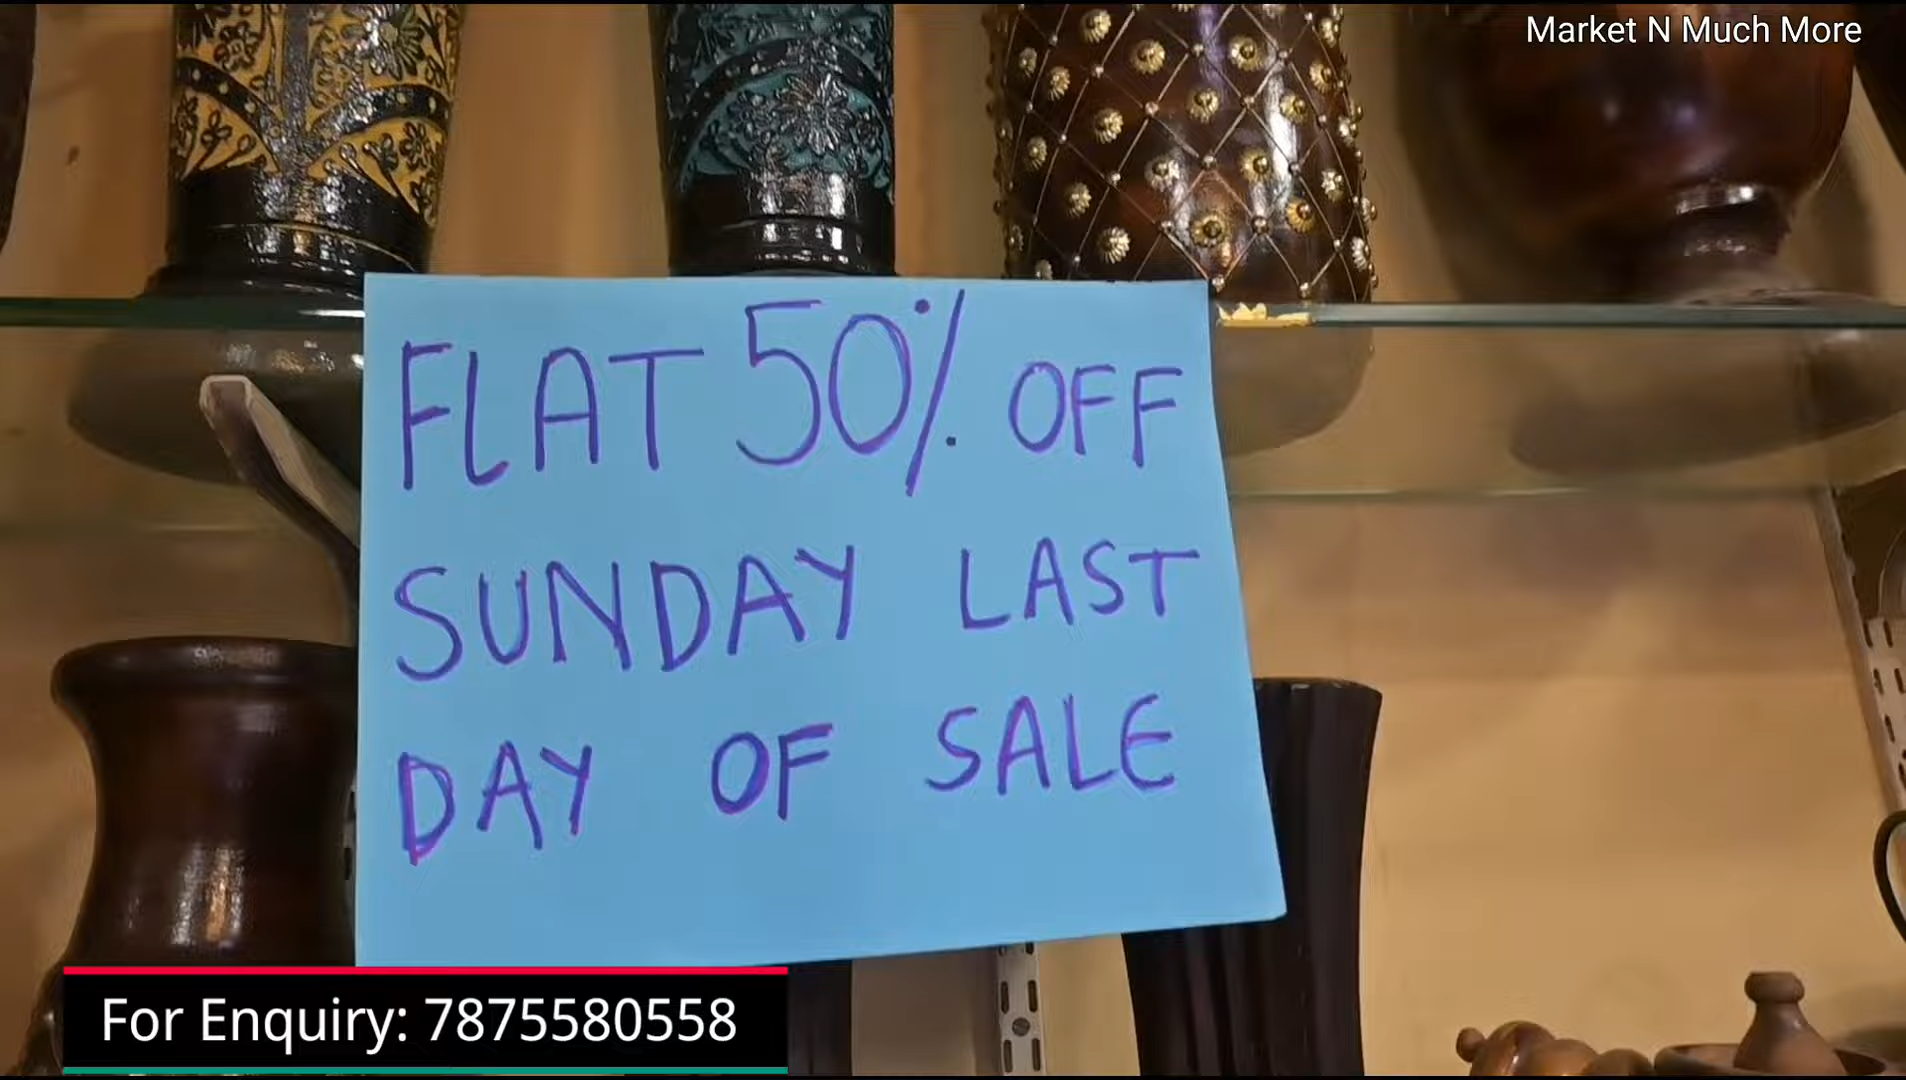 Market N Much More
FLAT 50% OFF
SUNDAY LAST
DAY OF SALE
For Enquiry: 7875580558